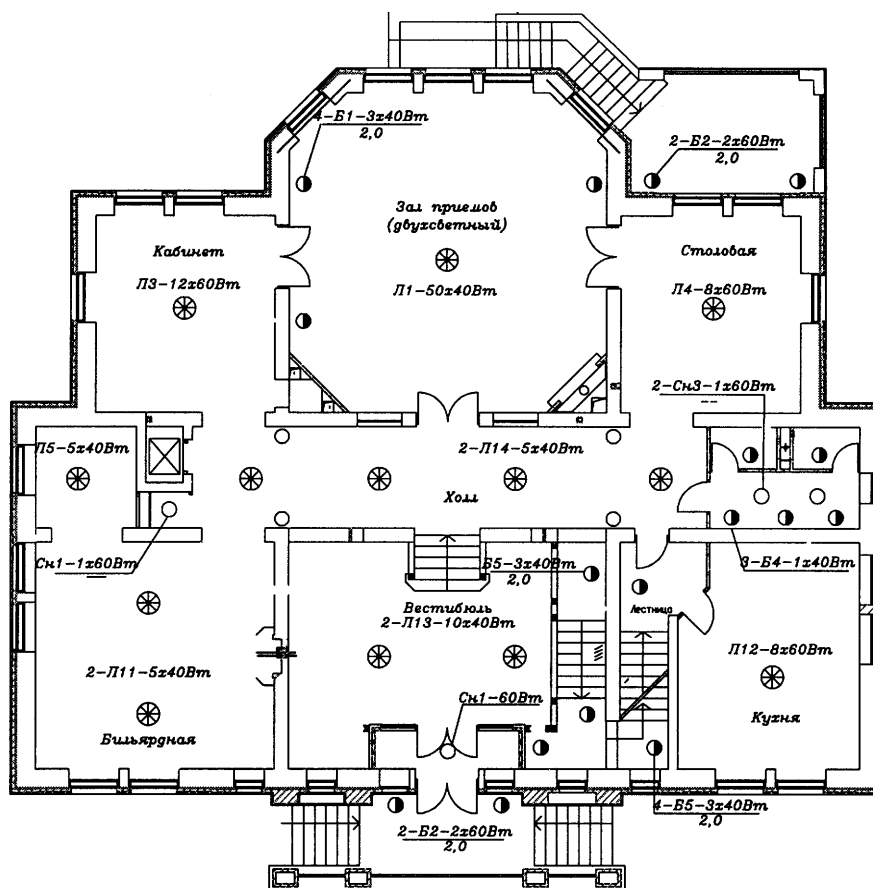 4-Б1-3х40Вт
2,0
2-Б2-2х60Вт
2,0
Зал приемов
(двухсветный)
Кабинет
Столовая
Л3-12х60Вт
Л1-50х40Вт
Л4-8х60Вт
2-Сн3-1х60Вт
Л5-5х40Вт
2-Л14-5х40Вт
Холл
Сн1-1х60Вт
Б5-3х40Вт
2,0
3-Б4-1х40Вт
Вестибюль
2-Л13-10х40Вт
Лестница
Л12-8х60Вт
2-Л11-5х40Вт
Сн1-60Вт
Бильярдная
Кухня
4-Б5-3х40Вт
2,0
2-Б2-2х60Вт
2,0